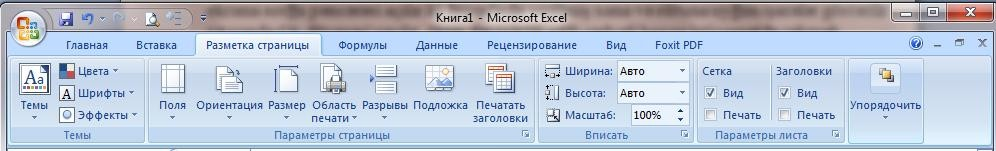 Книга1 - Microsoft Excel
Главная Вставка Разметка страницы Формулы Данные Рецензирование Вид Foxit PDF
Aa Темы Цвета Шрифты Эффекты
Темы
Поля Ориентация Размер Область печати Разрывы Подложка Печатать заголовки
Параметры страницы
Ширина: Авто
Высота: Авто
Масштаб: 100%
Вписать
Сетка Заголовки
Вид Вид
Печать Печать
Параметры листа
Упорядочить